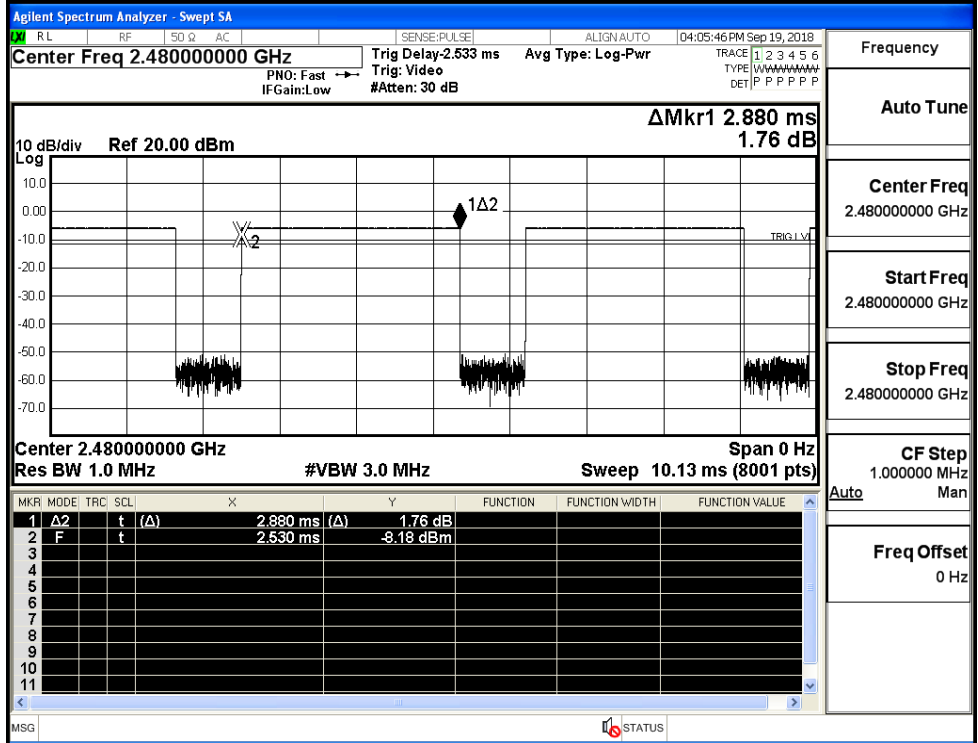 Agilent Spectrum Analyzer - Swept SA
LXI RL RF 50 Ω AC SENSE:PULSE ALIGN AUTO 04:05:46 PM Sep 19, 2018
Center Freq 2.480000000 GHz
PNO: Fast
IFGain:Low
Trig Delay-2.533 ms
Trig: Video
#Atten: 30 dB
Avg Type: Log-Pwr
TRACE 1 2 3 4 5 6
TYPE WWWWWW
DET P P P P P P
ΔMkr1 2.880 ms
1.76 dB
10 dB/div Ref 20.00 dBm
Log
10.0
0.00
-10.0
-20.0
-30.0
-40.0
-50.0
-60.0
-70.0
1Δ2
2
TRIG LVL
Center 2.480000000 GHz Span 0 Hz
Res BW 1.0 MHz #VBW 3.0 MHz Sweep 10.13 ms (8001 pts)
MKR MODE TRC SCL X Y FUNCTION FUNCTION WIDTH FUNCTION VALUE
1 Δ2 t (Δ) 2.880 ms (Δ) 1.76 dB
2 F t 2.530 ms -8.18 dBm
3
4
5
6
7
8
9
10
11
MSG STATUS
Frequency
Auto Tune
Center Freq
2.480000000 GHz
Start Freq
2.480000000 GHz
Stop Freq
2.480000000 GHz
CF Step
1.000000 MHz
Auto Man
Freq Offset
0 Hz